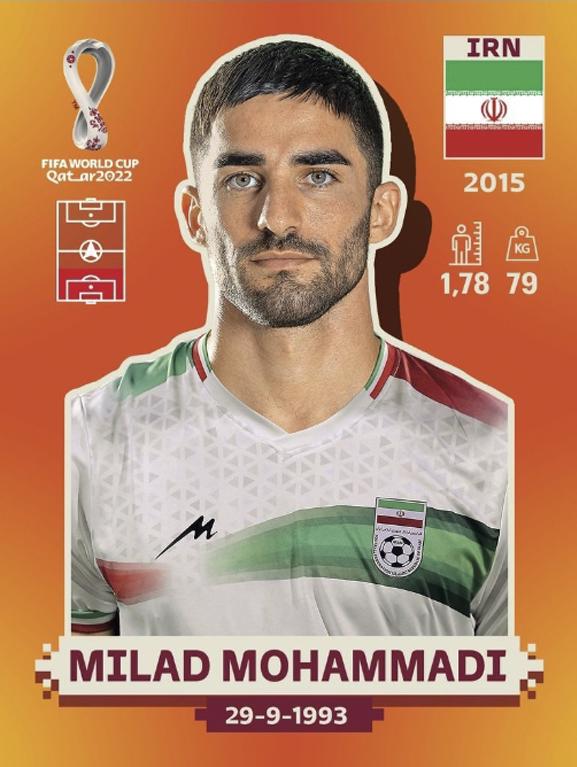 IRN
FIFA WORLD CUP
Qatar2022
2015
KG
1,78 79
MILAD MOHAMMADI
29-9-1993